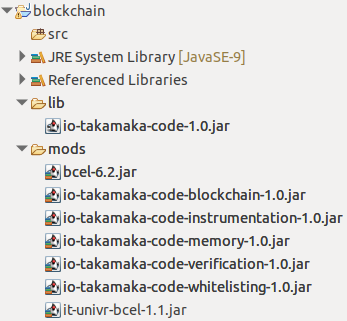 blockchain
src
JRE System Library [JavaSE-9]
Referenced Libraries
lib
io-takamaka-code-1.0.jar
mods
bcel-6.2.jar
io-takamaka-code-blockchain-1.0.jar
io-takamaka-code-instrumentation-1.0.jar
io-takamaka-code-memory-1.0.jar
io-takamaka-code-verification-1.0.jar
io-takamaka-code-whitelisting-1.0.jar
it-univr-bcel-1.1.jar